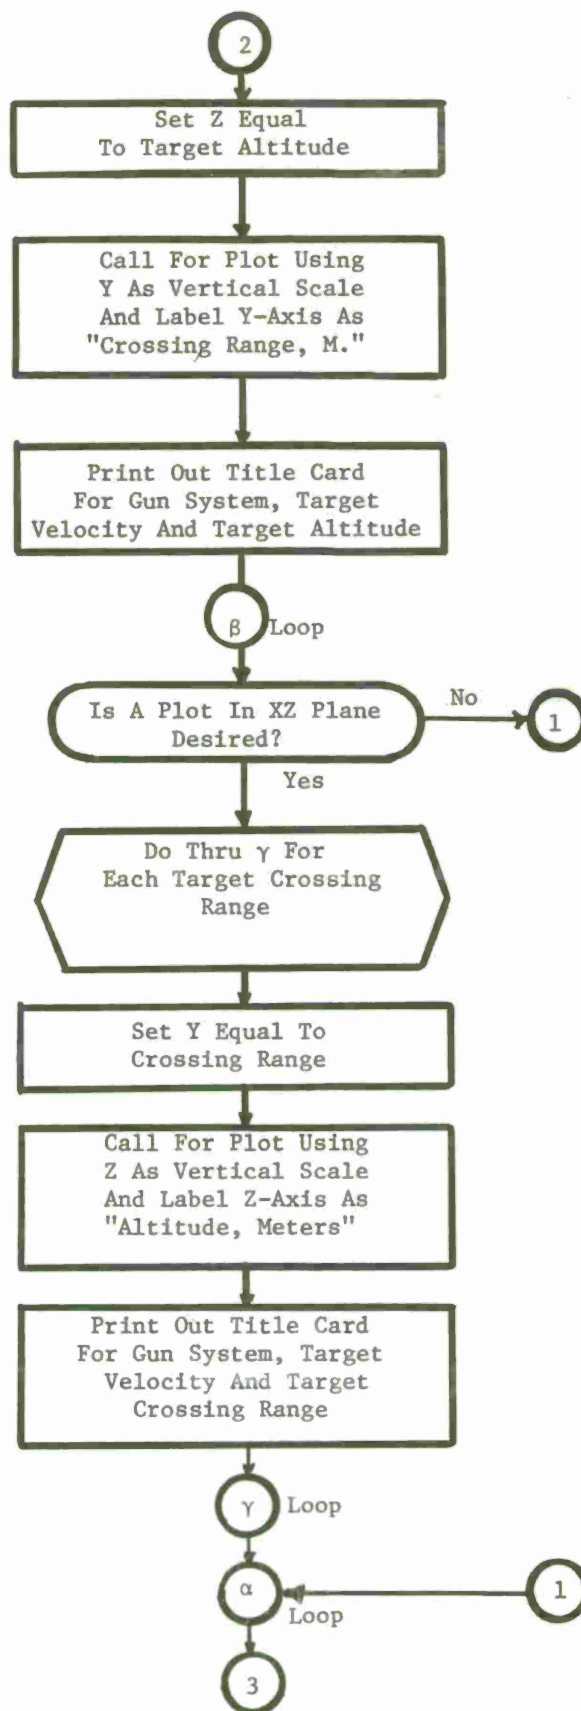 2
Set Z Equal
To Target Altitude
Call For Plot Using
Y As Vertical Scale
And Label Y-Axis As
"Crossing Range, M."
Print Out Title Card
For Gun System, Target
Velocity And Target Altitude
β Loop
Is A Plot In XZ Plane
Desired?
No
1
Yes
Do Thru γ For
Each Target Crossing
Range
Set Y Equal To
Crossing Range
Call For Plot Using
Z As Vertical Scale
And Label Z-Axis As
"Altitude, Meters"
Print Out Title Card
For Gun System, Target
Velocity And Target
Crossing Range
γ Loop
α
1
Loop
3